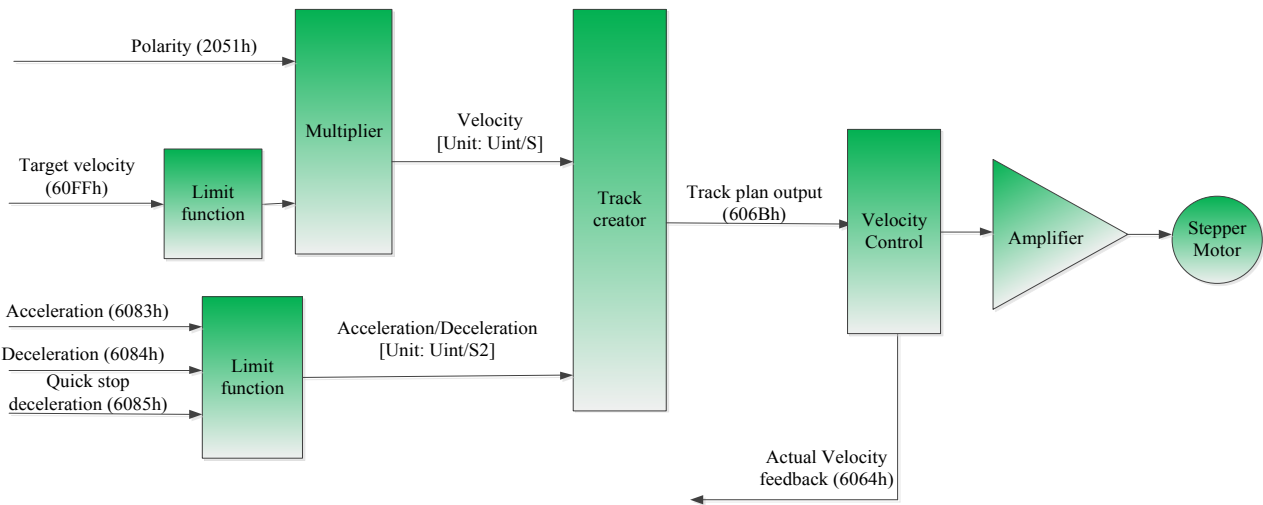 Polarity (2051h)
Multiplier
Target velocity
(60FFh)
Limit
function
Velocity
[Unit: Uint/S]
Track
creator
Track plan output
(606Bh)
Velocity
Control
Amplifier
Stepper
Motor
Acceleration (6083h)
Deceleration (6084h)
Quick stop
deceleration (6085h)
Limit
function
Acceleration/Deceleration
[Unit: Uint/S2]
Actual Velocity
feedback (6064h)